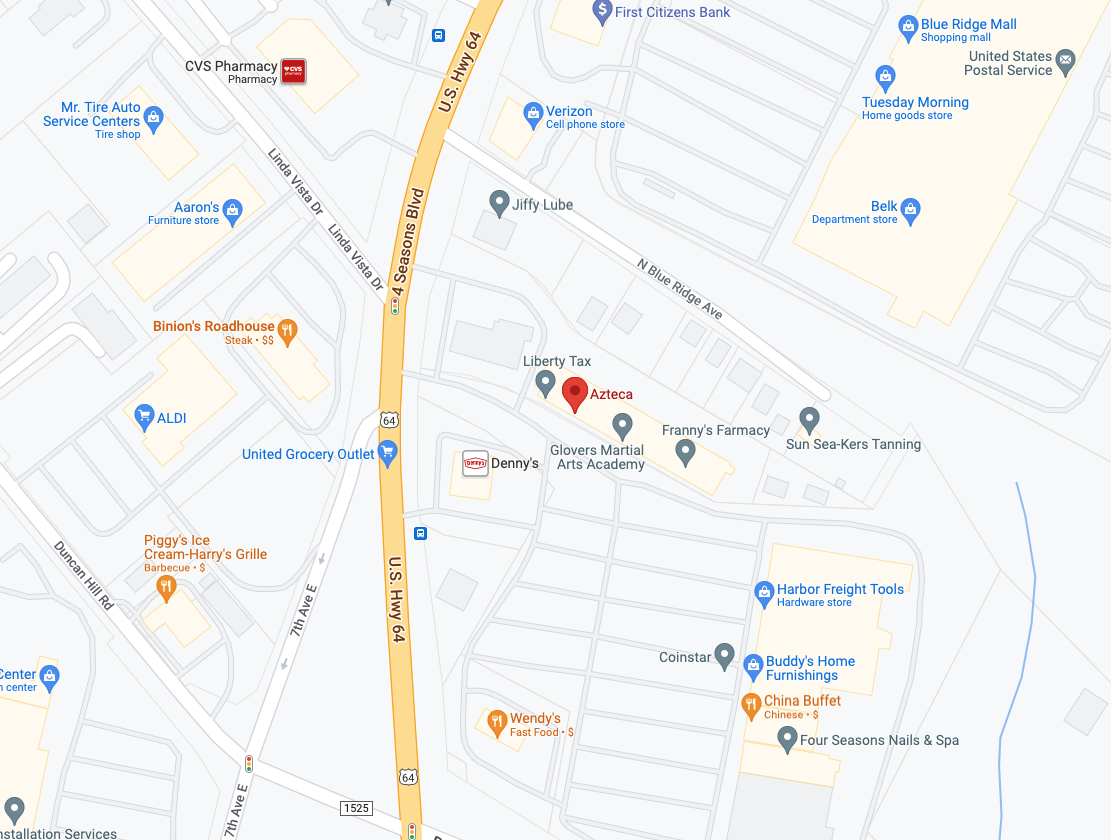 First Citizens Bank
Blue Ridge Mall
Shopping mall
United States
Postal Service
U.S. Hwy 64
CVS Pharmacy
Pharmacy
CVS
pharmacy
Tuesday Morning
Home goods store
Mr. Tire Auto
Service Centers
Tire shop
Verizon
Cell phone store
Linda Vista Dr
Jiffy Lube
Aaron's
Furniture store
Belk
Department store
Linda Vista Dr
4 Seasons Blvd
N Blue Ridge Ave
Binion's Roadhouse
Steak • $$
Liberty Tax
Azteca
ALDI
64
Franny's Farmacy
Glovers Martial
Arts Academy
Sun Sea-Kers Tanning
United Grocery Outlet
Denny's
Denny's
Piggy's Ice
Cream-Harry's Grille
Barbecue • $
Duncan Hill Rd
7th Ave E
U.S. Hwy 64
Harbor Freight Tools
Hardware store
Coinstar
Buddy's Home
Furnishings
Center
n center
China Buffet
Chinese • $
Wendy's
Fast Food • $
Four Seasons Nails & Spa
64
7th Ave E
1525
nstallation Services